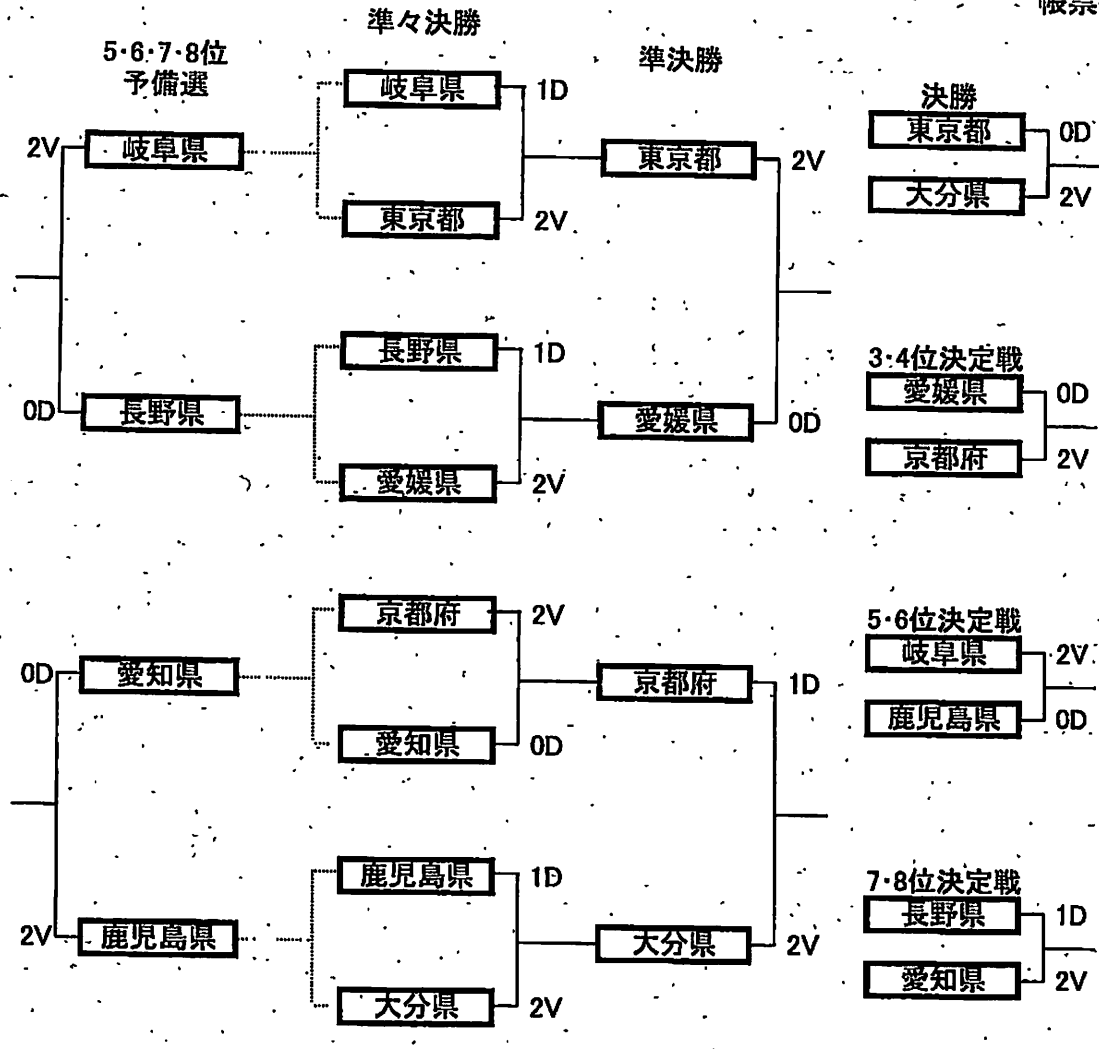 帳票
準々決勝
5・6・7・8位
予備選
準決勝
決勝
2V
岐阜県
岐阜県
1D
東京都
2V
東京都
2V
東京都
0D
大分県
2V
0D
長野県
長野県
1D
愛媛県
2V
愛媛県
0D
3・4位決定戦
愛媛県
0D
京都府
2V
0D
愛知県
京都府
2V
愛知県
0D
京都府
1D
5・6位決定戦
岐阜県
2V
鹿児島県
0D
2V
鹿児島県
鹿児島県
1D
大分県
2V
大分県
2V
7・8位決定戦
長野県
1D
愛知県
2V